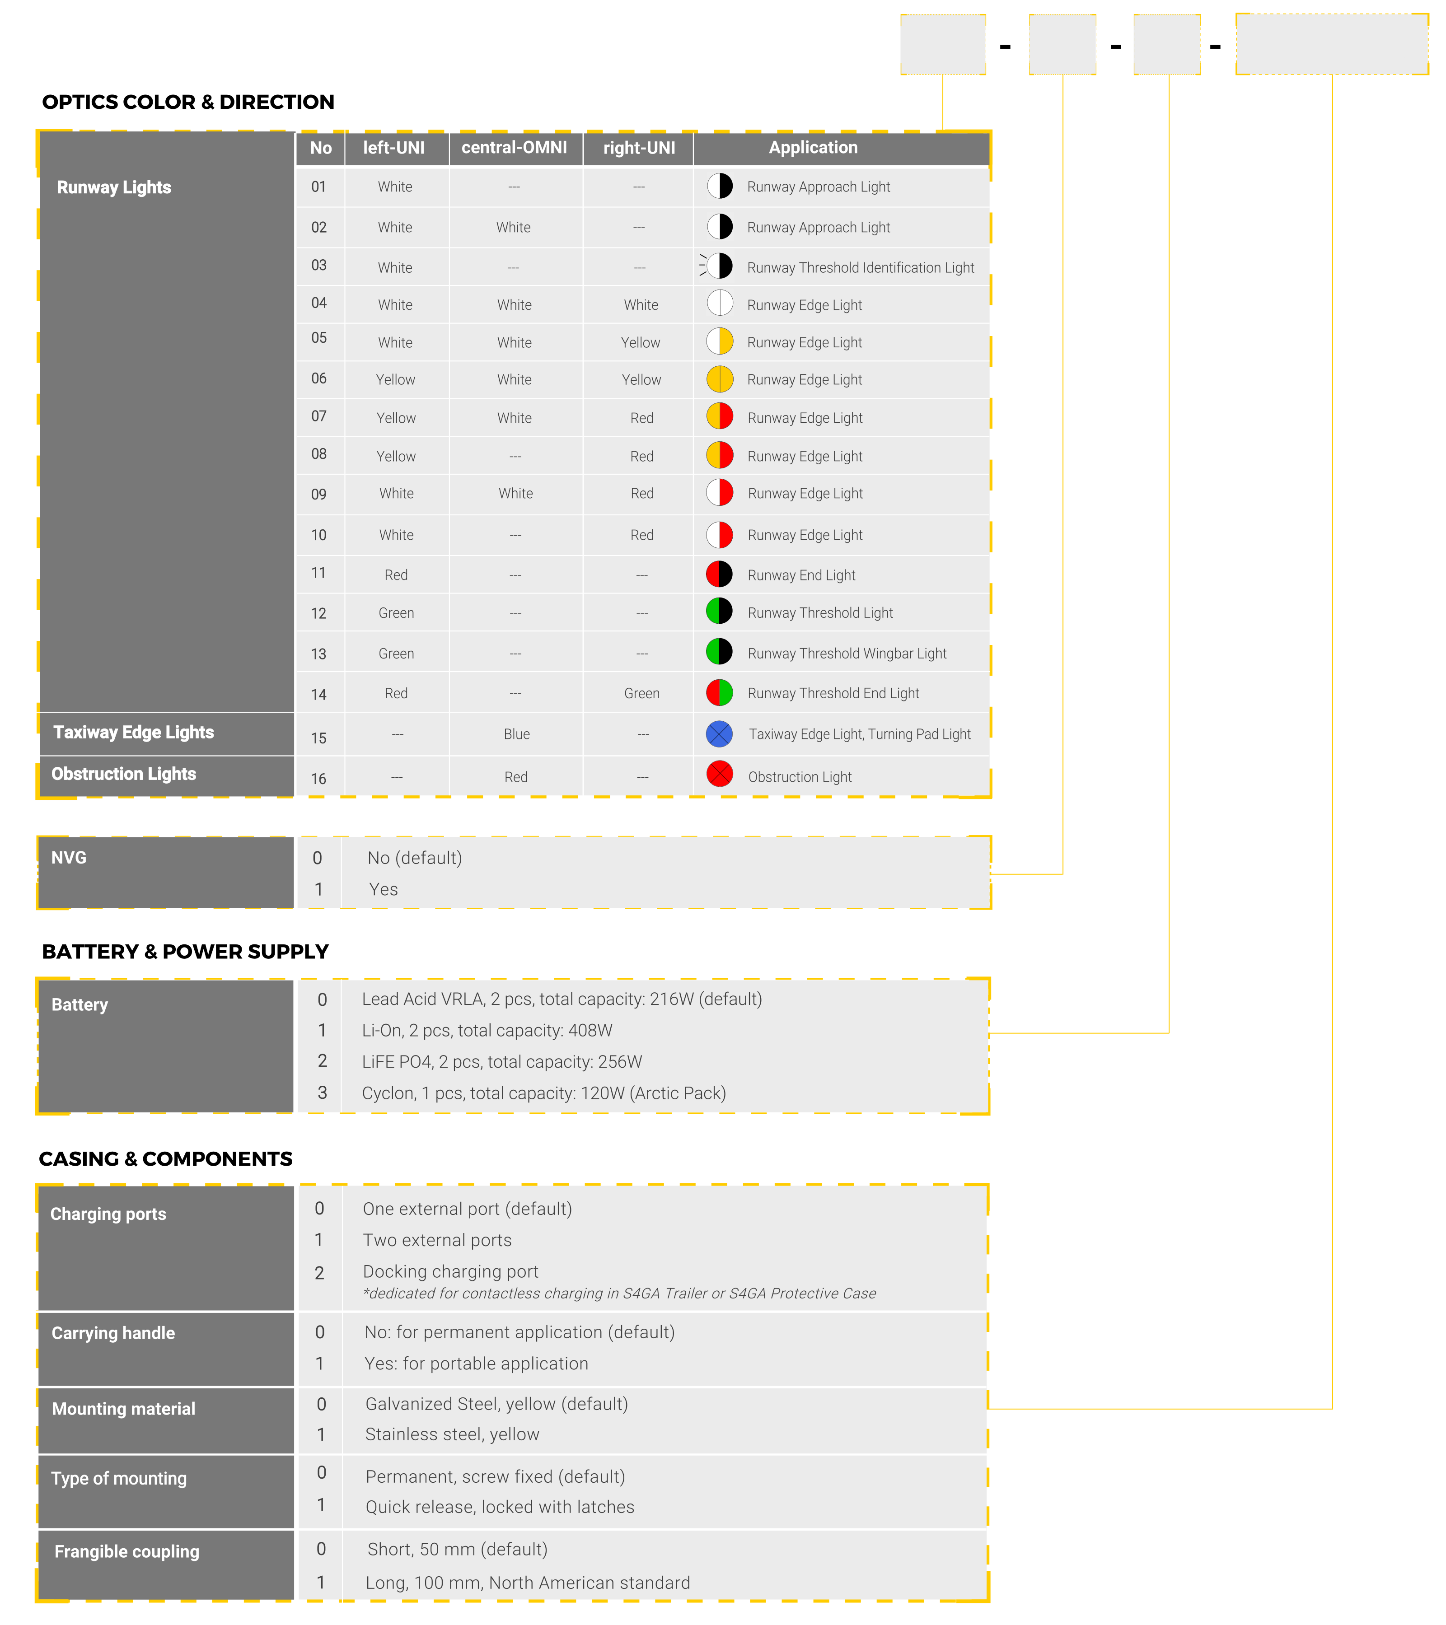 - - -
OPTICS COLOR & DIRECTION
No left-UNI central-OMNI right-UNI Application
Runway Lights
01 White --- --- Runway Approach Light
02 White White --- Runway Approach Light
03 White --- --- Runway Threshold Identification Light
04 White White White Runway Edge Light
05 White White Yellow Runway Edge Light
06 Yellow White Yellow Runway Edge Light
07 Yellow White Red Runway Edge Light
08 Yellow --- Red Runway Edge Light
09 White White Red Runway Edge Light
10 White --- Red Runway Edge Light
11 Red --- --- Runway End Light
12 Green --- --- Runway Threshold Light
13 Green --- --- Runway Threshold Wingbar Light
14 Red --- Green Runway Threshold End Light
Taxiway Edge Lights 15 --- Blue --- Taxiway Edge Light, Turning Pad Light
Obstruction Lights 16 --- Red --- Obstruction Light
NVG 0 No (default)
1 Yes
BATTERY & POWER SUPPLY
Battery 0 Lead Acid VRLA, 2 pcs, total capacity: 216W (default)
1 Li-On, 2 pcs, total capacity: 408W
2 LiFE PO4, 2 pcs, total capacity: 256W
3 Cyclon, 1 pcs, total capacity: 120W (Arctic Pack)
CASING & COMPONENTS
Charging ports 0 One external port (default)
1 Two external ports
2 Docking charging port
*dedicated for contactless charging in S4GA Trailer or S4GA Protective Case
Carrying handle 0 No: for permanent application (default)
1 Yes: for portable application
Mounting material 0 Galvanized Steel, yellow (default)
1 Stainless steel, yellow
Type of mounting 0 Permanent, screw fixed (default)
1 Quick release, locked with latches
Frangible coupling 0 Short, 50 mm (default)
1 Long, 100 mm, North American standard